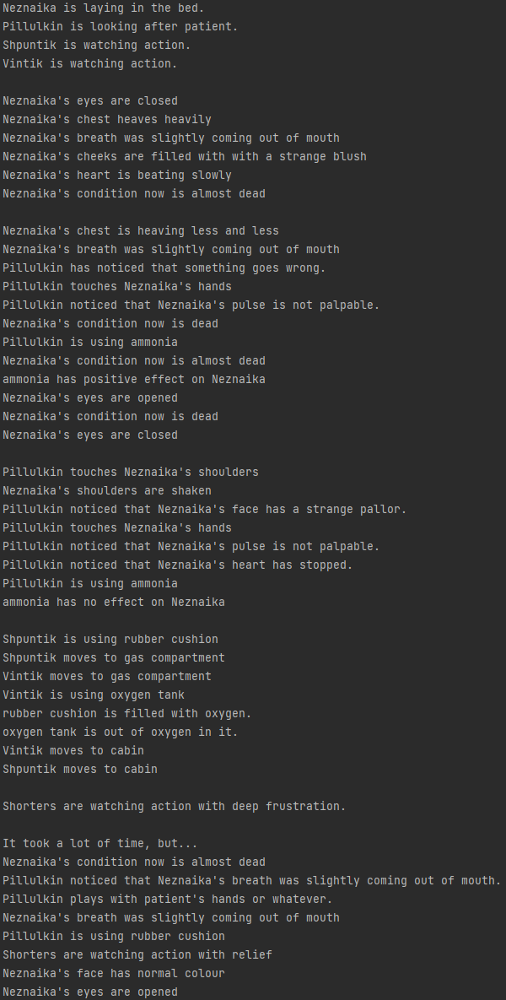 Neznaika is laying in the bed.
Pillulkin is looking after patient.
Shpuntik is watching action.
Vintik is watching action.

Neznaika's eyes are closed
Neznaika's chest heaves heavily
Neznaika's breath was slightly coming out of mouth
Neznaika's cheeks are filled with with a strange blush
Neznaika's heart is beating slowly
Neznaika's condition now is almost dead

Neznaika's chest is heaving less and less
Neznaika's breath was slightly coming out of mouth
Pillulkin has noticed that something goes wrong.
Pillulkin touches Neznaika's hands
Pillulkin noticed that Neznaika's pulse is not palpable.
Neznaika's condition now is dead
Pillulkin is using ammonia
Neznaika's condition now is almost dead
ammonia has positive effect on Neznaika
Neznaika's eyes are opened
Neznaika's condition now is dead
Neznaika's eyes are closed

Pillulkin touches Neznaika's shoulders
Neznaika's shoulders are shaken
Pillulkin noticed that Neznaika's face has a strange pallor.
Pillulkin touches Neznaika's hands
Pillulkin noticed that Neznaika's pulse is not palpable.
Pillulkin noticed that Neznaika's heart has stopped.
Pillulkin is using ammonia
ammonia has no effect on Neznaika

Shpuntik is using rubber cushion
Shpuntik moves to gas compartment
Vintik moves to gas compartment
Vintik is using oxygen tank
rubber cushion is filled with oxygen.
oxygen tank is out of oxygen in it.
Vintik moves to cabin
Shpuntik moves to cabin

Shorters are watching action with deep frustration.

It took a lot of time, but...
Neznaika's condition now is almost dead
Pillulkin noticed that Neznaika's breath was slightly coming out of mouth.
Pillulkin plays with patient's hands or whatever.
Neznaika's breath was slightly coming out of mouth
Pillulkin is using rubber cushion
Shorters are watching action with relief
Neznaika's face has normal colour
Neznaika's eyes are opened